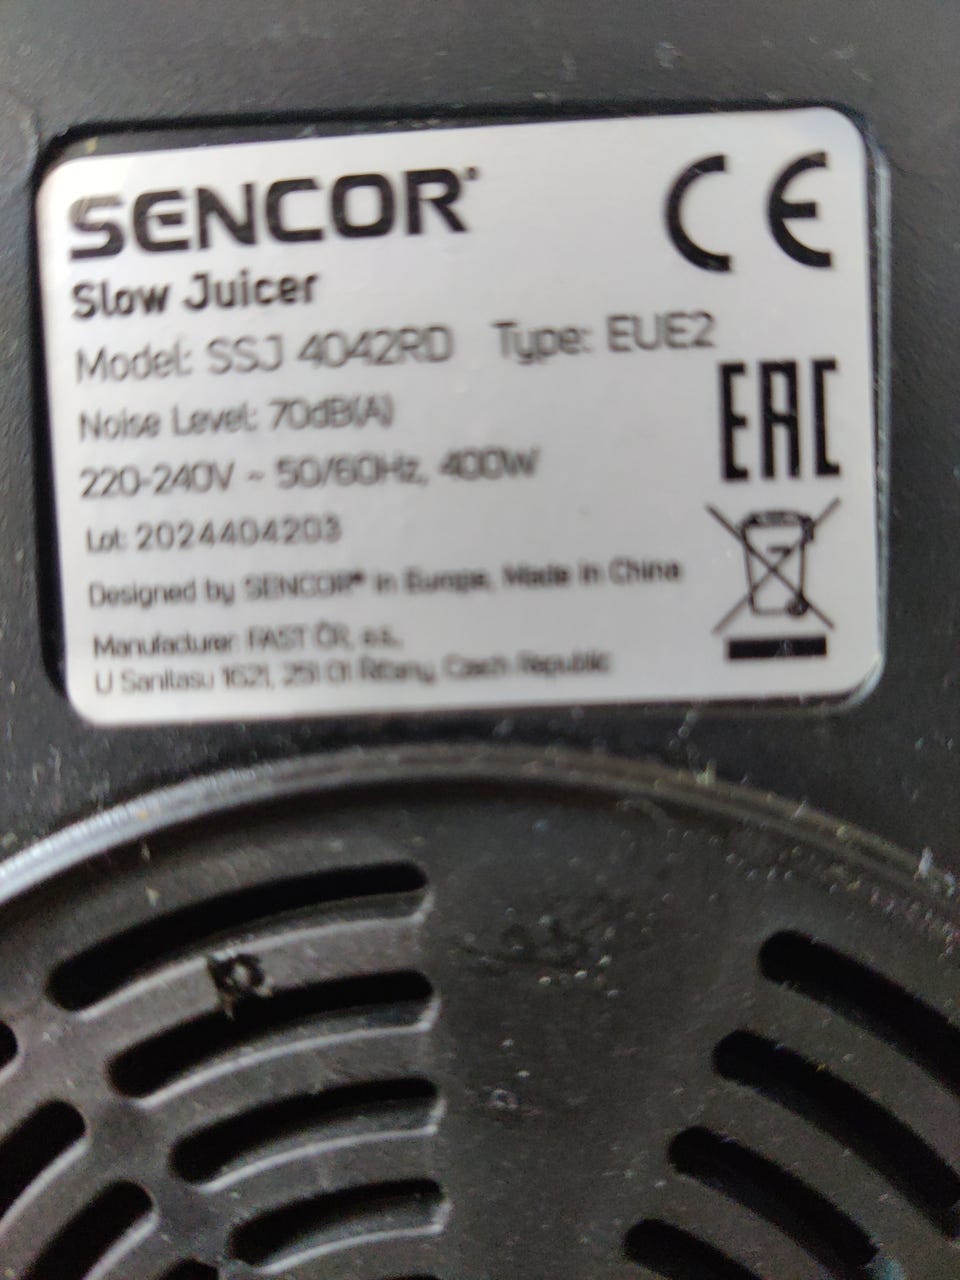 SENCOR®
CE
Slow Juicer
Model: SSJ 4042RD Type: EUE2
EAC
Noise Level: 70dB(A)
220-240V ~ 50/60Hz, 400W
Lot: 2024404203
Designed by SENCOR® in Europe, Made in China
Manufacturer: FAST ČR, a.s.,
U Sanitasu 1621, 251 01 Říčany, Czech Republic